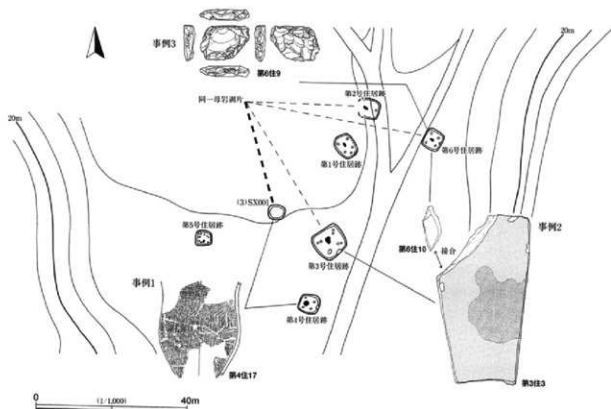 事例3
第6住9
20m
20m
第2号住居跡
同一母岩剥片
第6号住居跡
第1号住居跡
(3)SX001
事例2
第6住10
接合
第5号住居跡
第3号住居跡
事例1
第4号住居跡
第4住17
第3住3
0 (1/1,000) 40m